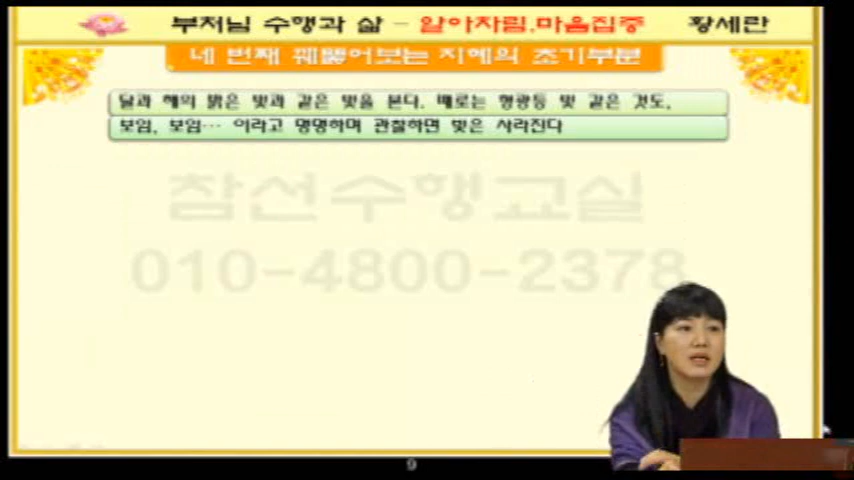 부처님 수행과 삶 - 알아차림,마음집중 황세란
네 번째 꿰뚫어보는 지혜의 초기부분
달과 해의 밝은 빛과 같은 빛을 본다. 때로는 형광등 빛 같은 것도,
보임, 보임… 이라고 명명하며 관찰하면 빛은 사라진다
참선수행교실
010-4800-2378
9